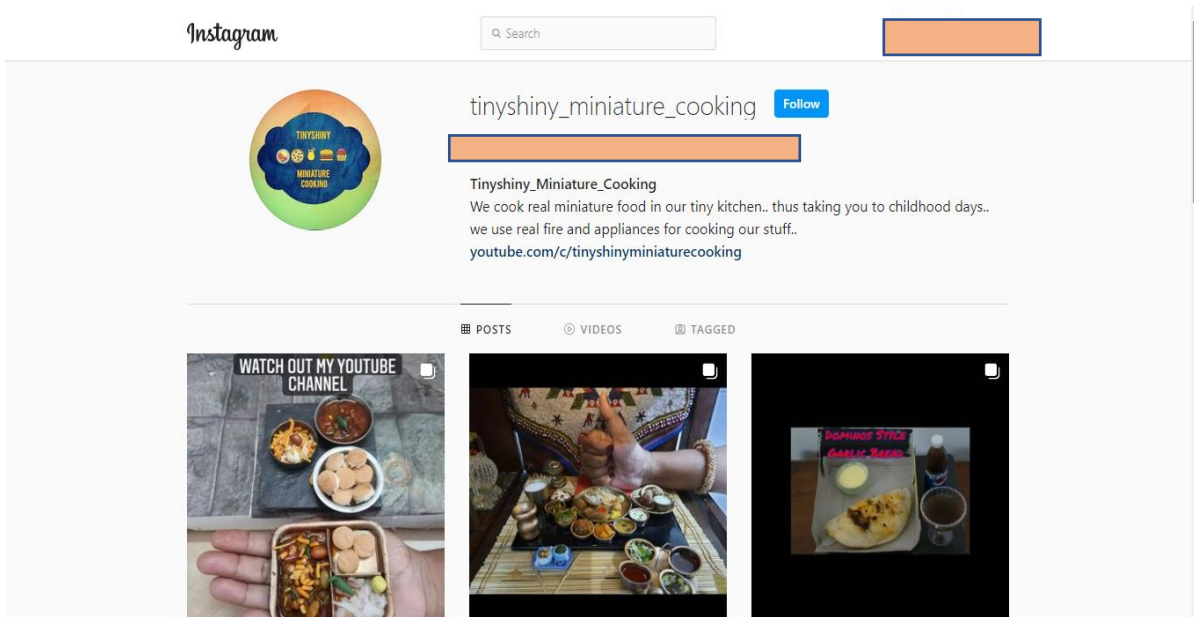 Instagram
Search
tinyshiny_miniature_cooking
Follow
TINYSHINY
MINIATURE
COOKING
Tinyshiny_Miniature_Cooking
We cook real miniature food in our tiny kitchen.. thus taking you to childhood days..
we use real fire and appliances for cooking our stuff..
youtube.com/c/tinyshinyminiaturecooking
POSTS
VIDEOS
TAGGED
WATCH OUT MY YOUTUBE
CHANNEL
DOMINOS STYLE
GARLIC BREAD